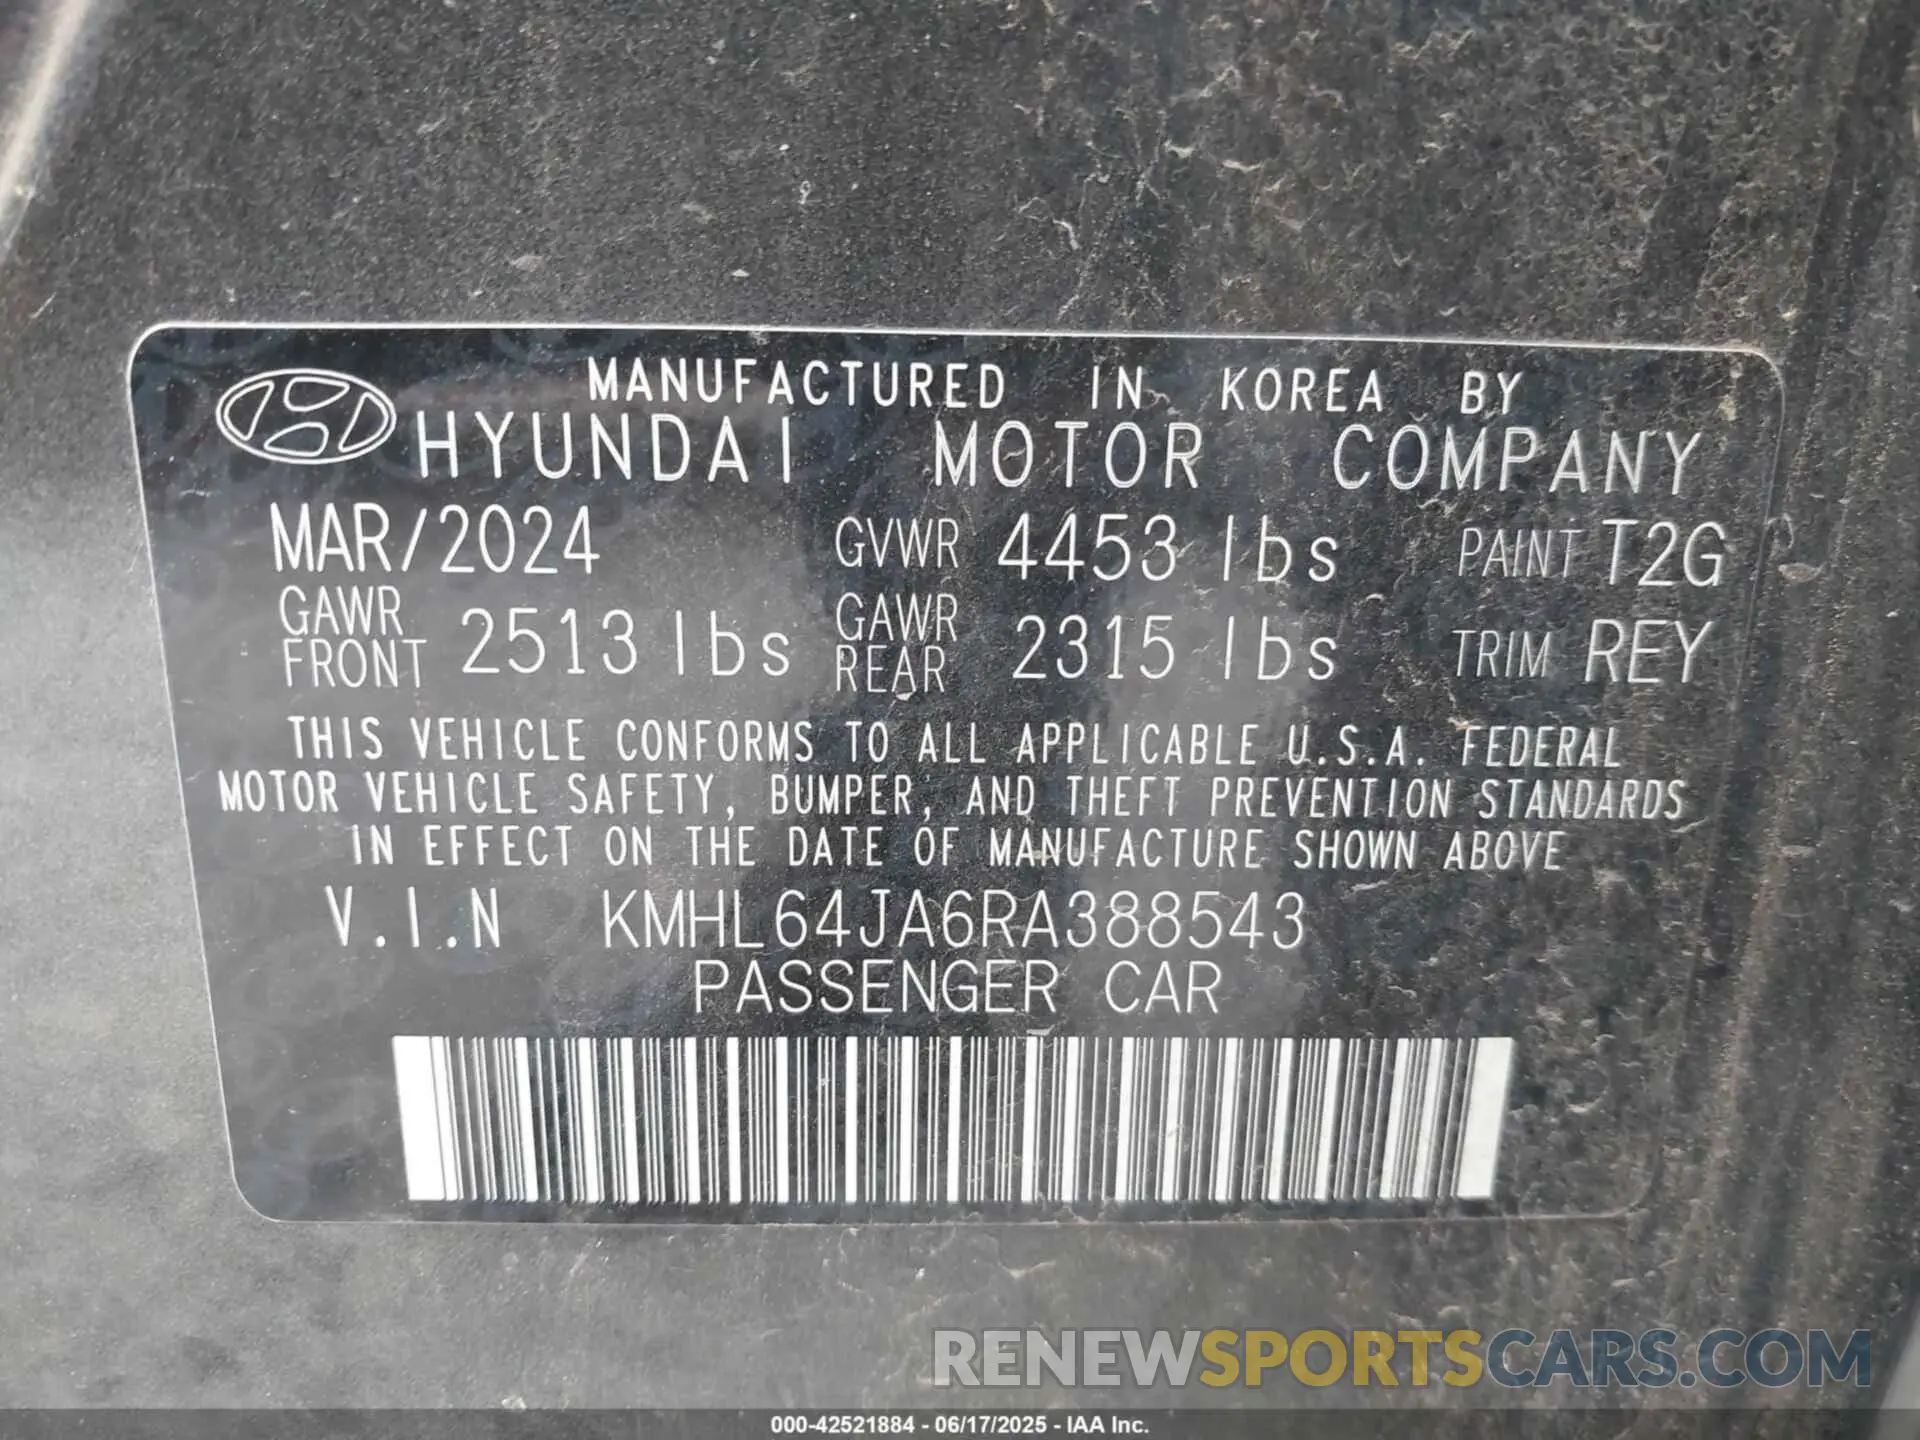 MANUFACTURED IN KOREA BY
HYUNDAI MOTOR COMPANY
MAR/2024 GVWR 4453 lbs PAINT T2G
GAWR FRONT 2513 lbs GAWR REAR 2315 lbs TRIM REY
THIS VEHICLE CONFORMS TO ALL APPLICABLE U.S.A. FEDERAL
MOTOR VEHICLE SAFETY, BUMPER, AND THEFT PREVENTION STANDARDS
IN EFFECT ON THE DATE OF MANUFACTURE SHOWN ABOVE
V.I.N KMHL64JA6RA388543
PASSENGER CAR
RENEWSPORTSCARS.COM
000-42521884 - 06/17/2025 - IAA Inc.